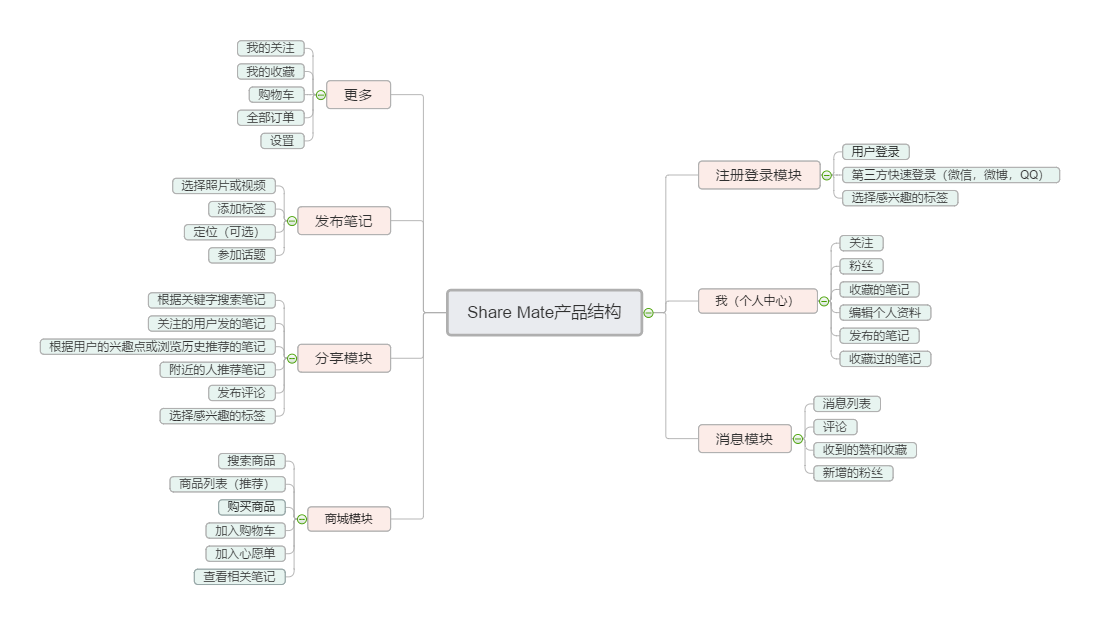 Share Mate产品结构
更多
我的关注
我的收藏
购物车
全部订单
设置
发布笔记
选择照片或视频
添加标签
定位（可选）
参加话题
分享模块
根据关键字搜索笔记
关注的用户发的笔记
根据用户的兴趣点或浏览历史推荐的笔记
附近的人推荐笔记
发布评论
选择感兴趣的标签
商城模块
搜索商品
商品列表（推荐）
购买商品
加入购物车
加入心愿单
查看相关笔记
注册登录模块
用户登录
第三方快速登录（微信，微博，QQ）
选择感兴趣的标签
我（个人中心）
关注
粉丝
收藏的笔记
编辑个人资料
发布的笔记
收藏过的笔记
消息模块
消息列表
评论
收到的赞和收藏
新增的粉丝